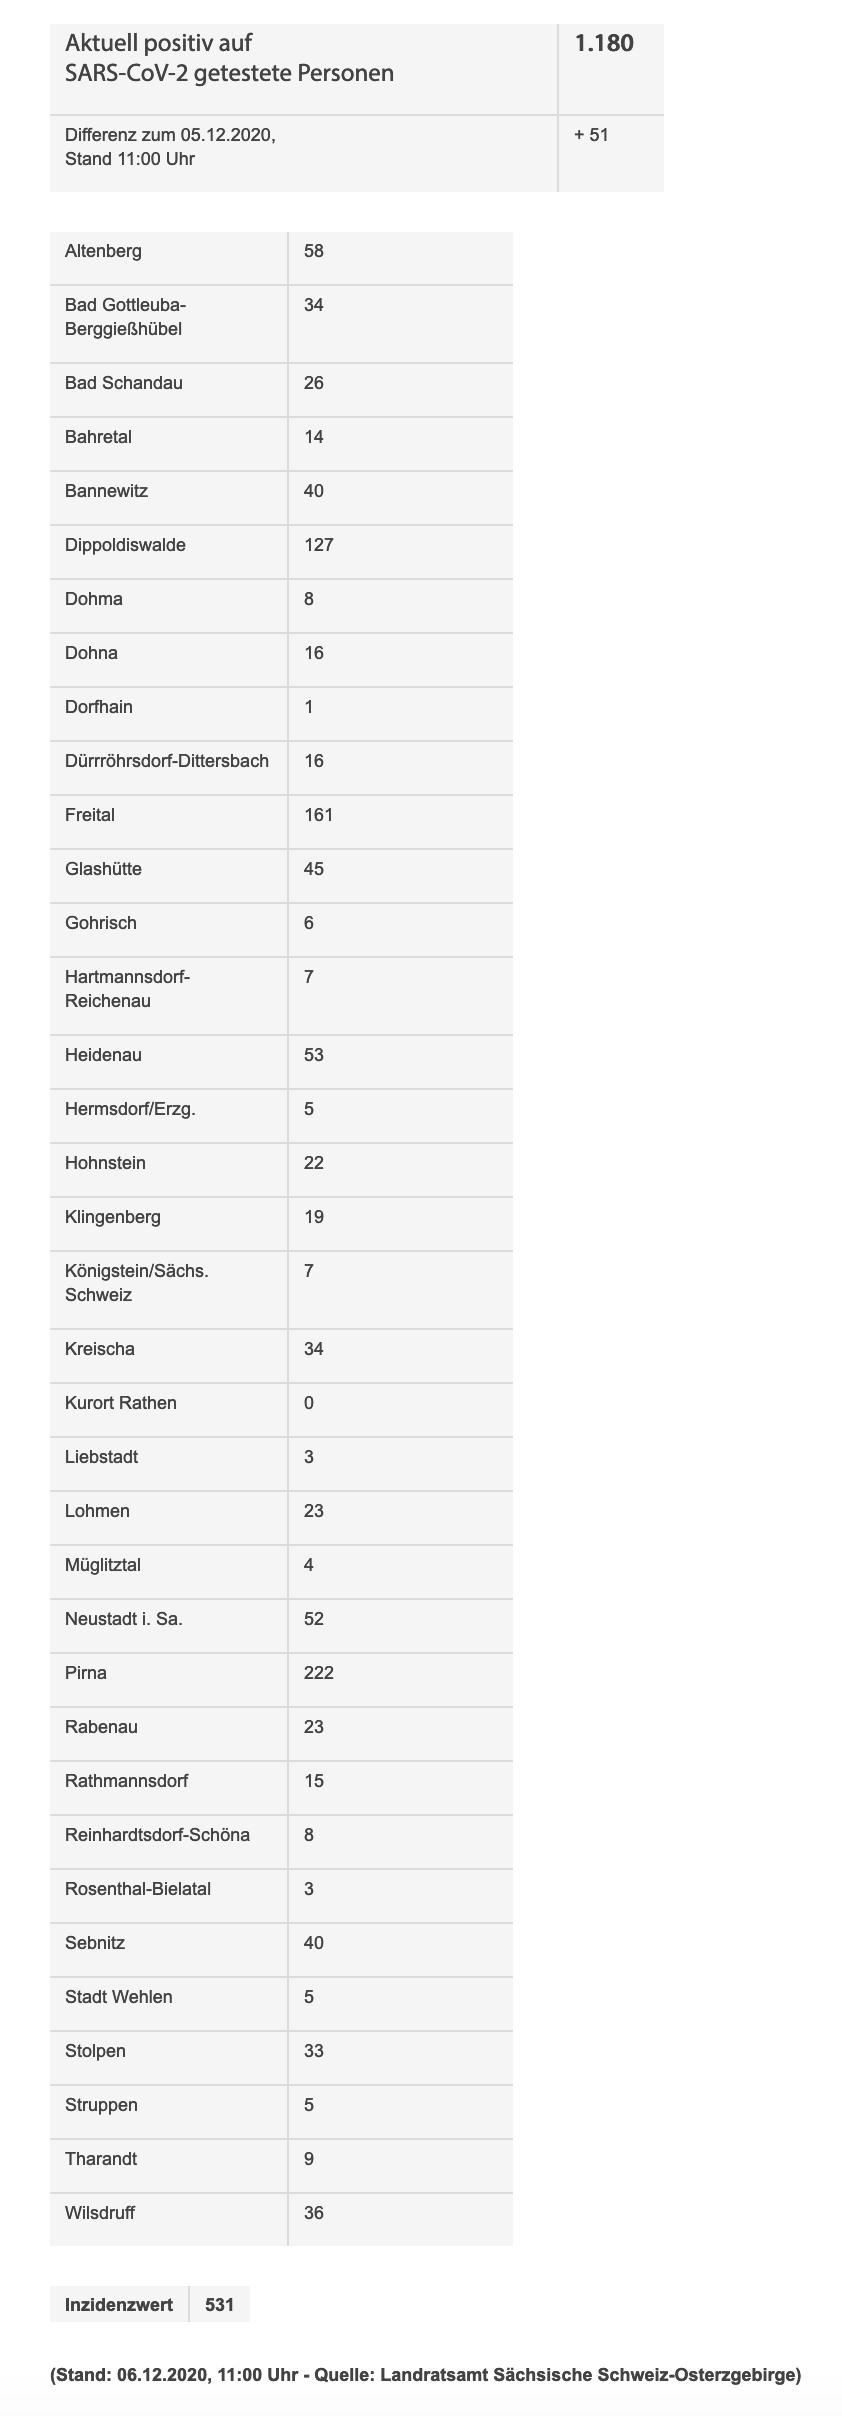 Aktuell positiv auf
SARS-CoV-2 getestete Personen
1.180
Differenz zum 05.12.2020,
Stand 11:00 Uhr
+ 51
Altenberg 58
Bad Gottleuba-
Berggießhübel
34
Bad Schandau 26
Bahretal 14
Bannewitz 40
Dippoldiswalde 127
Dohma 8
Dohna 16
Dorfhain 1
Dürrröhrsdorf-Dittersbach 16
Freital 161
Glashütte 45
Gohrisch 6
Hartmannsdorf-
Reichenau
7
Heidenau 53
Hermsdorf/Erzg. 5
Hohnstein 22
Klingenberg 19
Königstein/Sächs.
Schweiz
7
Kreischa 34
Kurort Rathen 0
Liebstadt 3
Lohmen 23
Müglitztal 4
Neustadt i. Sa. 52
Pirna 222
Rabenau 23
Rathmannsdorf 15
Reinhardtsdorf-Schöna 8
Rosenthal-Bielatal 3
Sebnitz 40
Stadt Wehlen 5
Stolpen 33
Struppen 5
Tharandt 9
Wilsdruff 36
Inzidenzwert 531
(Stand: 06.12.2020, 11:00 Uhr - Quelle: Landratsamt Sächsische Schweiz-Osterzgebirge)